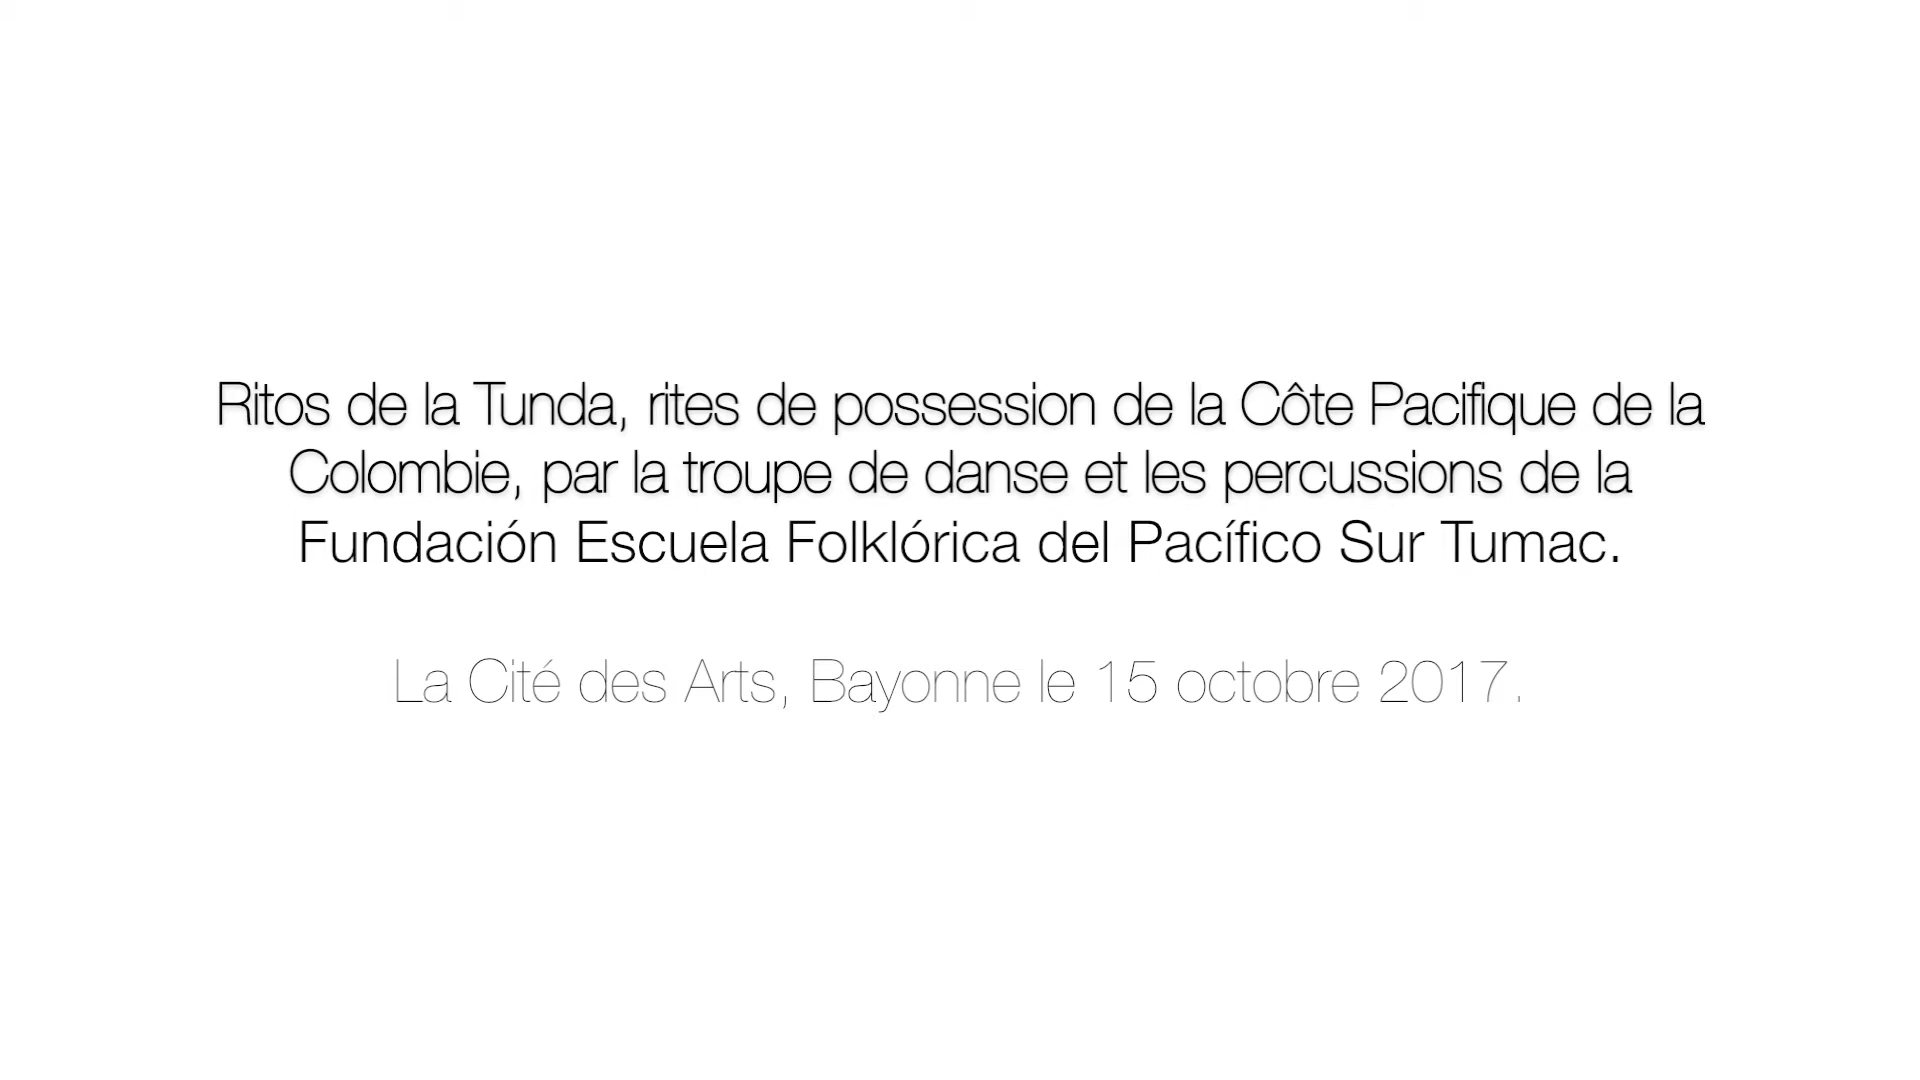 Ritos de la Tunda, rites de possession de la Côte Pacifique de la
Colombie, par la troupe de danse et les percussions de la
Fundación Escuela Folklórica del Pacífico Sur Tumac.
La Cité des Arts, Bayonne le 15 octobre 2017.